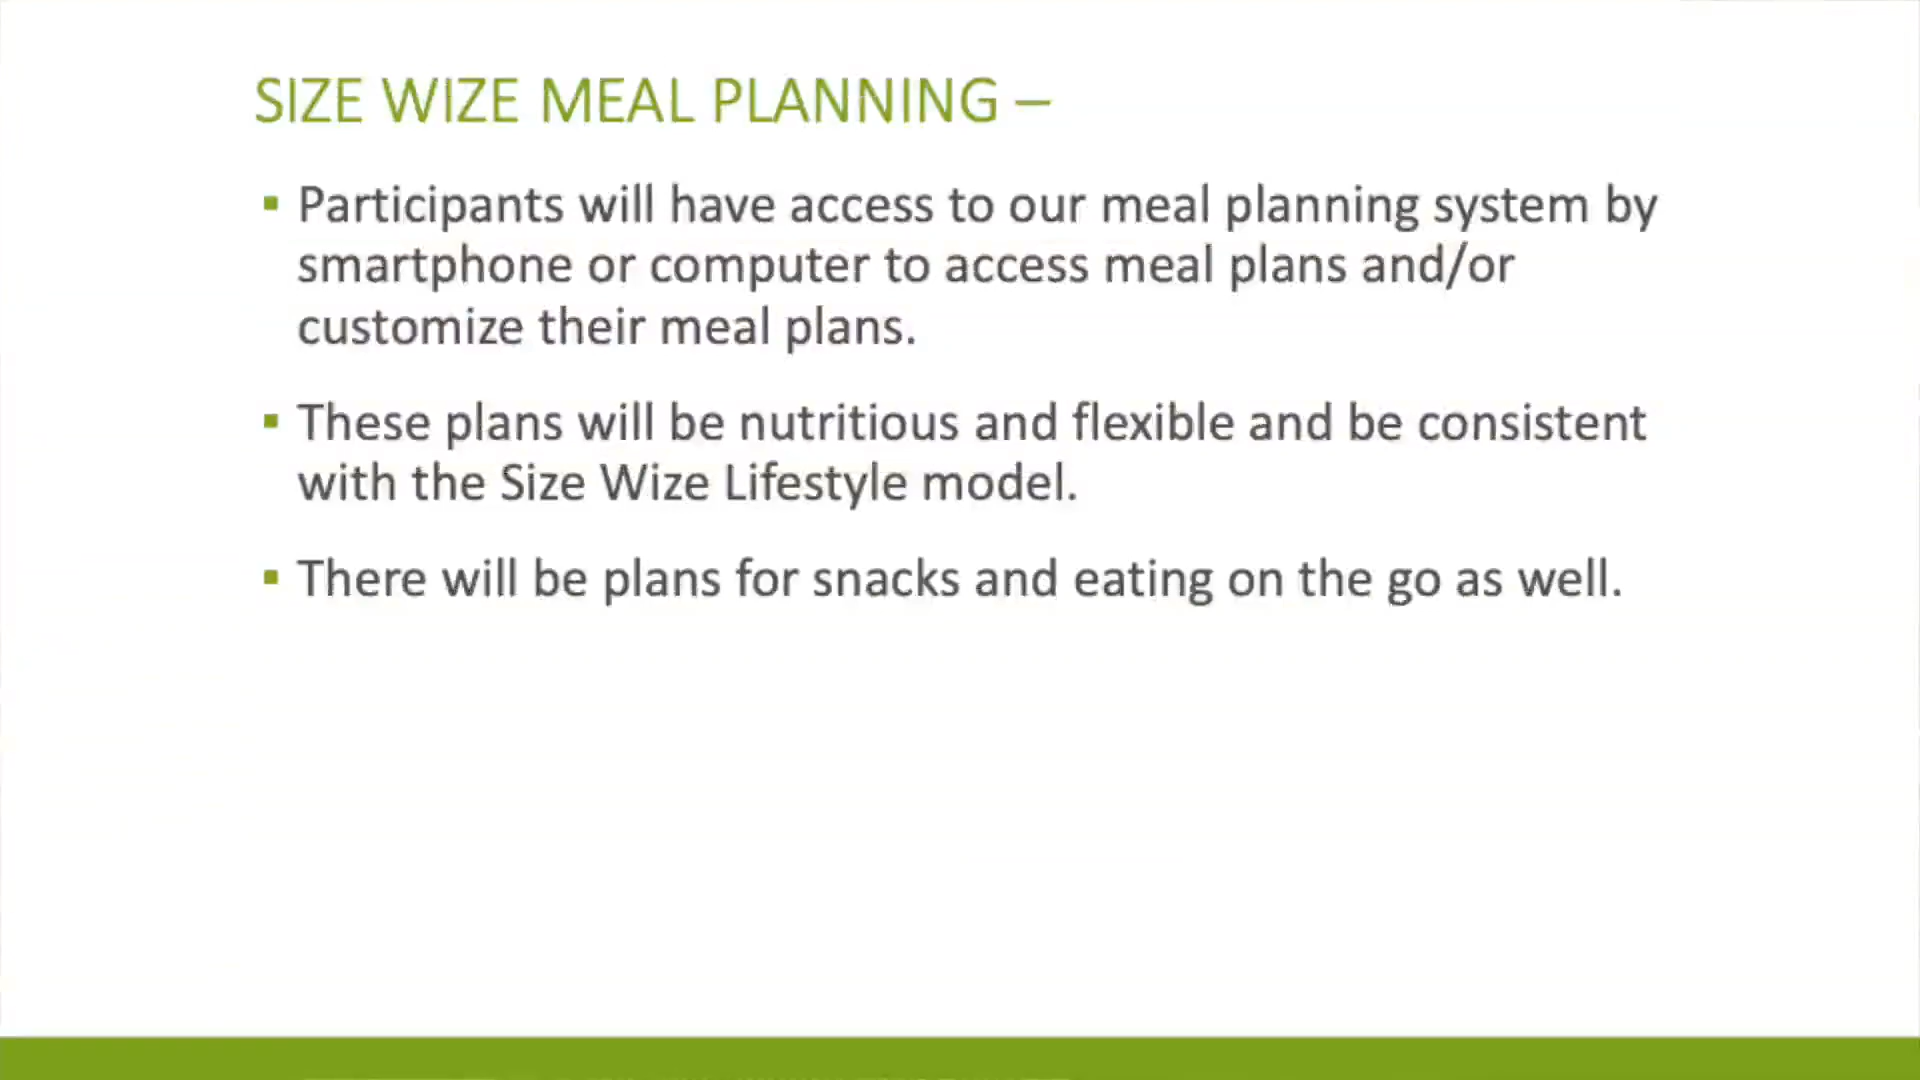 SIZE WIZE MEAL PLANNING –
▪ Participants will have access to our meal planning system by
smartphone or computer to access meal plans and/or
customize their meal plans.
▪ These plans will be nutritious and flexible and be consistent
with the Size Wize Lifestyle model.
▪ There will be plans for snacks and eating on the go as well.